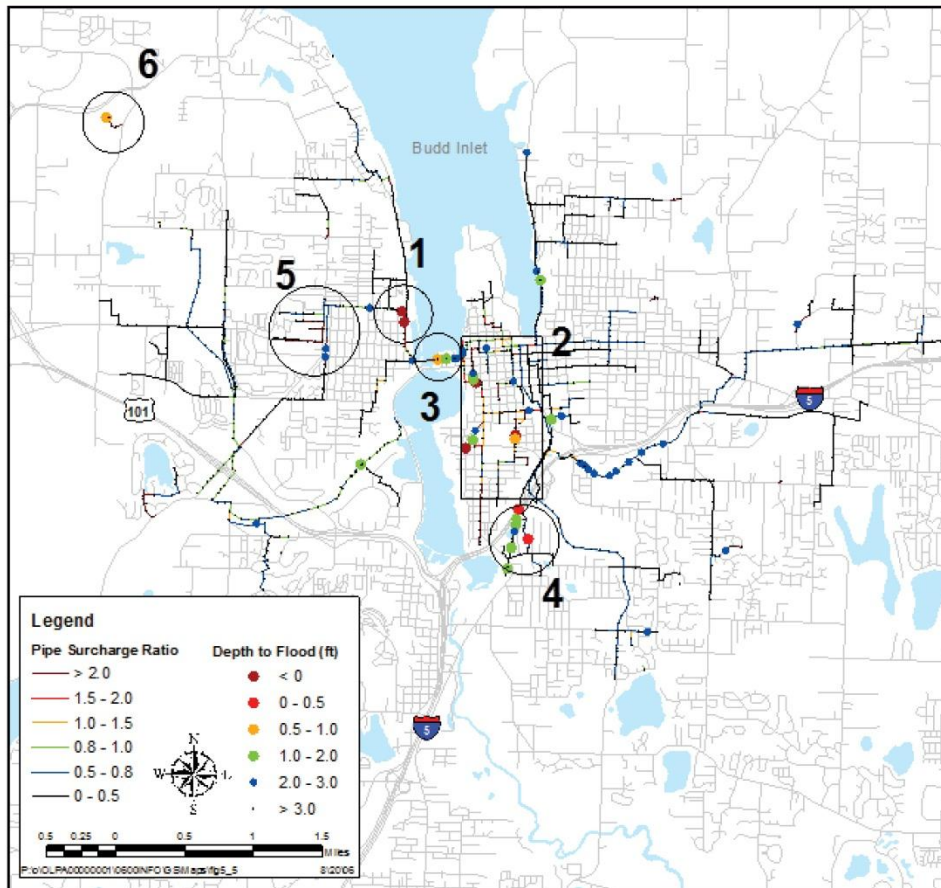 6
Budd Inlet
1
5
2
3
101
5
4
Legend
Pipe Surcharge Ratio
> 2.0
1.5 - 2.0
1.0 - 1.5
0.8 - 1.0
0.5 - 0.8
0 - 0.5
Depth to Flood (ft)
< 0
0 - 0.5
0.5 - 1.0
1.0 - 2.0
2.0 - 3.0
> 3.0
N
W
S
5
0.5 0.25 0 0.5 1 1.5
Miles
8/2006